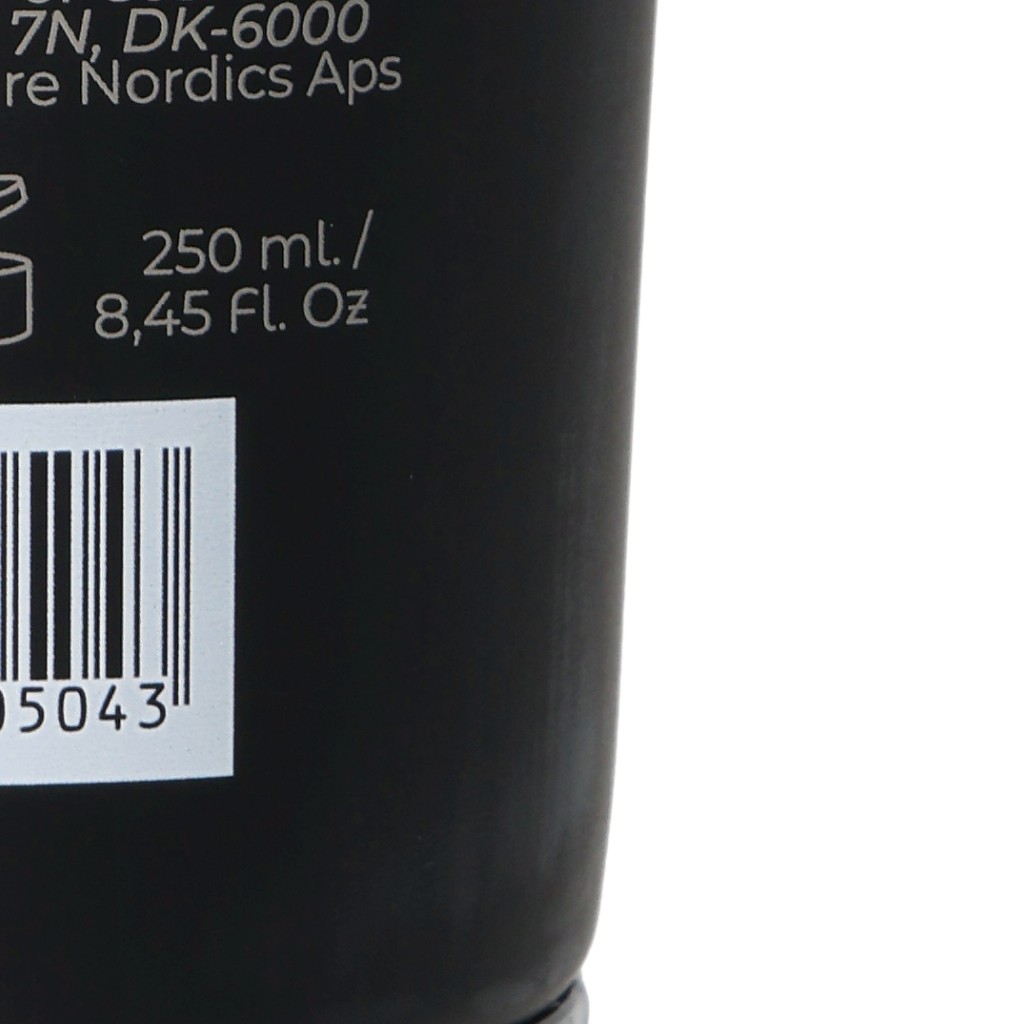 7N, DK-6000
re Nordics Aps
250 ml. /
8,45 Fl. Oz
5043